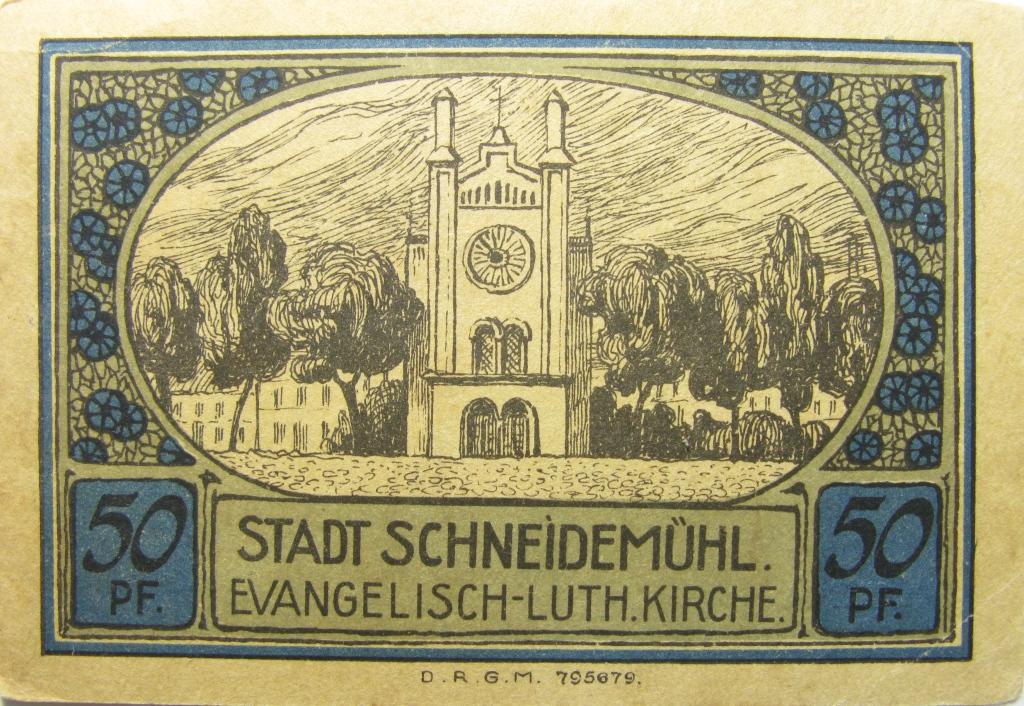 50
PF.
STADT SCHNEIDEMÜHL.
EVANGELISCH-LUTH. KIRCHE.
50
PF.
D. R. G. M. 795679.